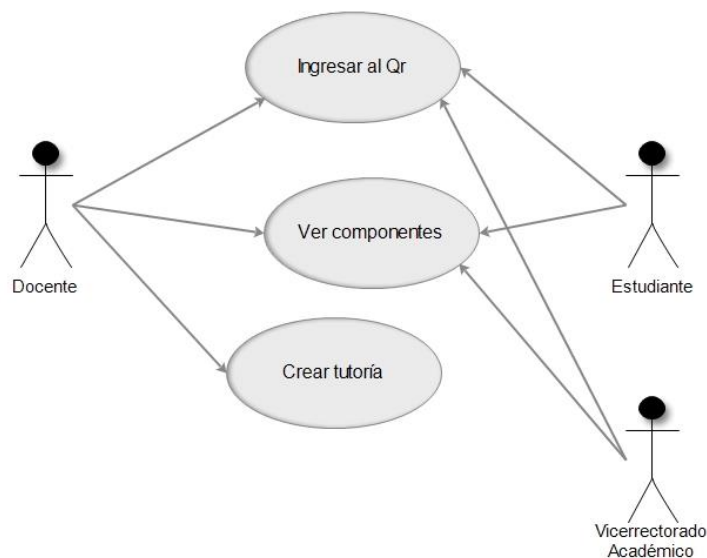 Ingresar al Qr
Ver componentes
Docente
Estudiante
Crear tutoría
Vicerrectorado
Académico